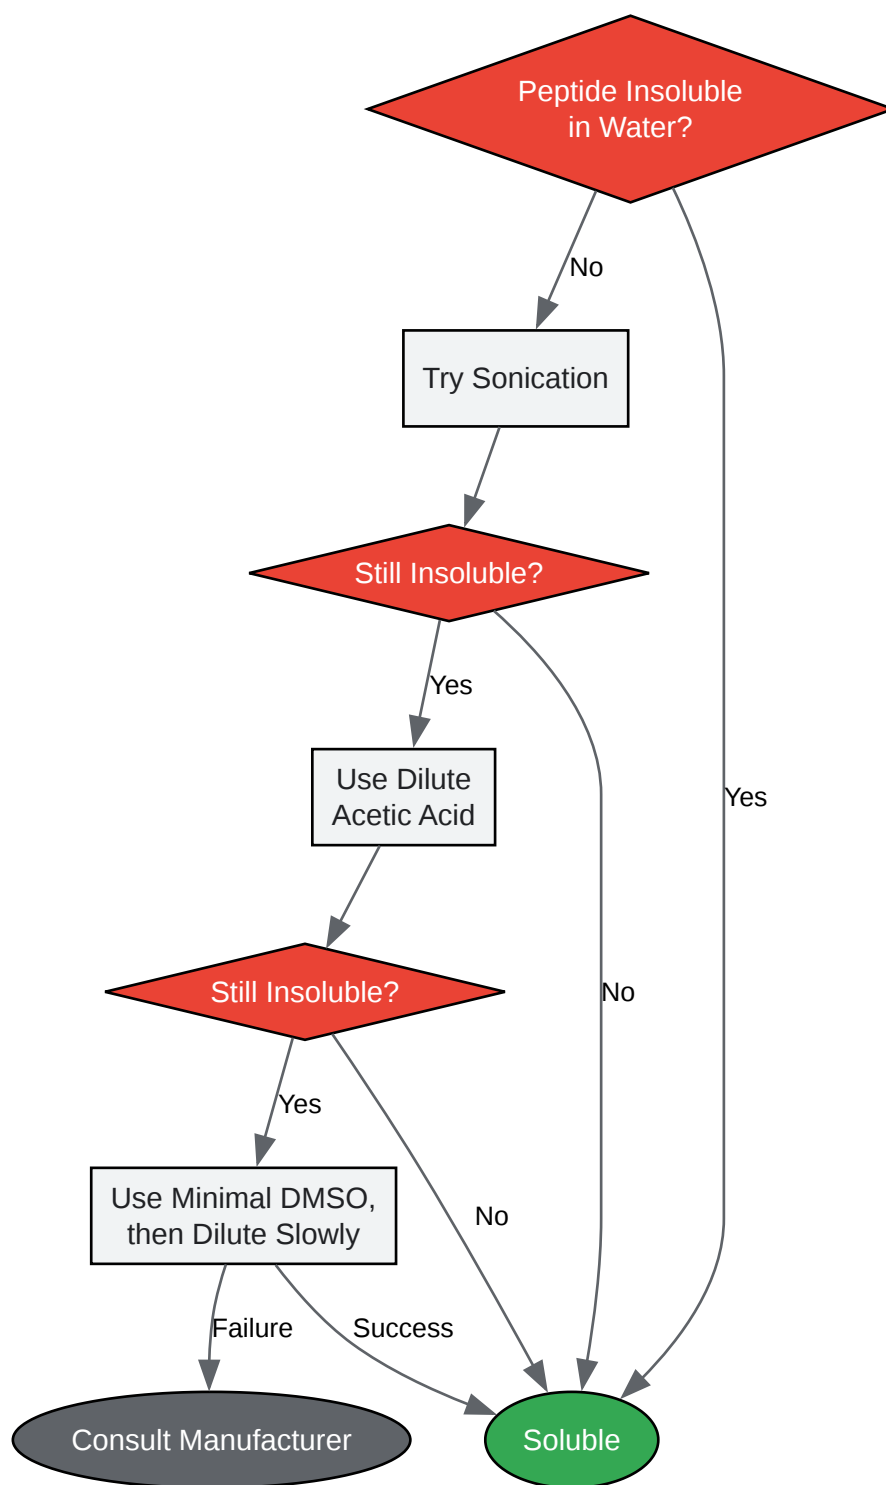 Peptide Insoluble
in Water?
No
Try Sonication
Still Insoluble?
Yes
Use Dilute
Acetic Acid
Yes
Still Insoluble?
No
Yes
Use Minimal DMSO,
then Dilute Slowly
No
Failure
Success
Consult Manufacturer
Soluble